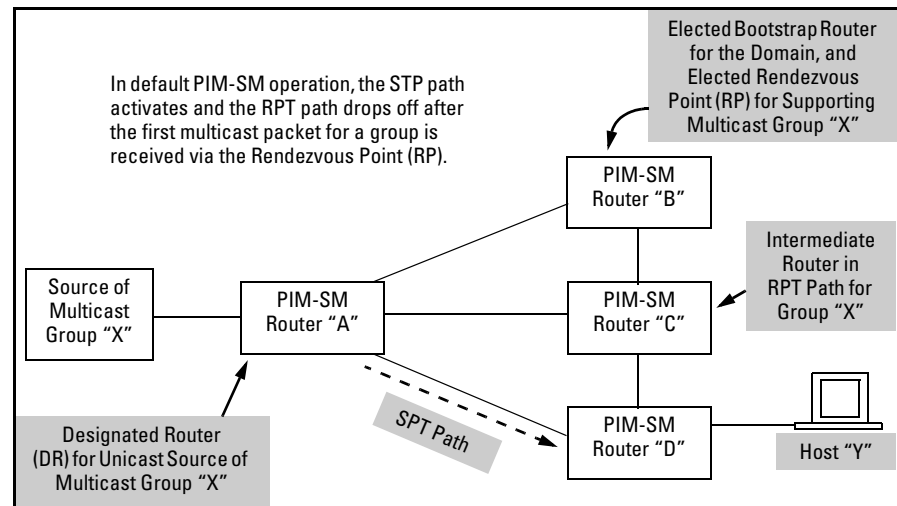 In default PIM-SM operation, the STP path
activates and the RPT path drops off after
the first multicast packet for a group is
received via the Rendezvous Point (RP).
Elected Bootstrap Router
for the Domain, and
Elected Rendezvous
Point (RP) for Supporting
Multicast Group “X”
PIM-SM
Router “B”
Intermediate
Router in
RPT Path for
Group “X”
Source of
Multicast
Group “X”
PIM-SM
Router “A”
PIM-SM
Router “C”
SPT Path
PIM-SM
Router “D”
Host “Y”
Designated Router
(DR) for Unicast Source of
Multicast Group “X”